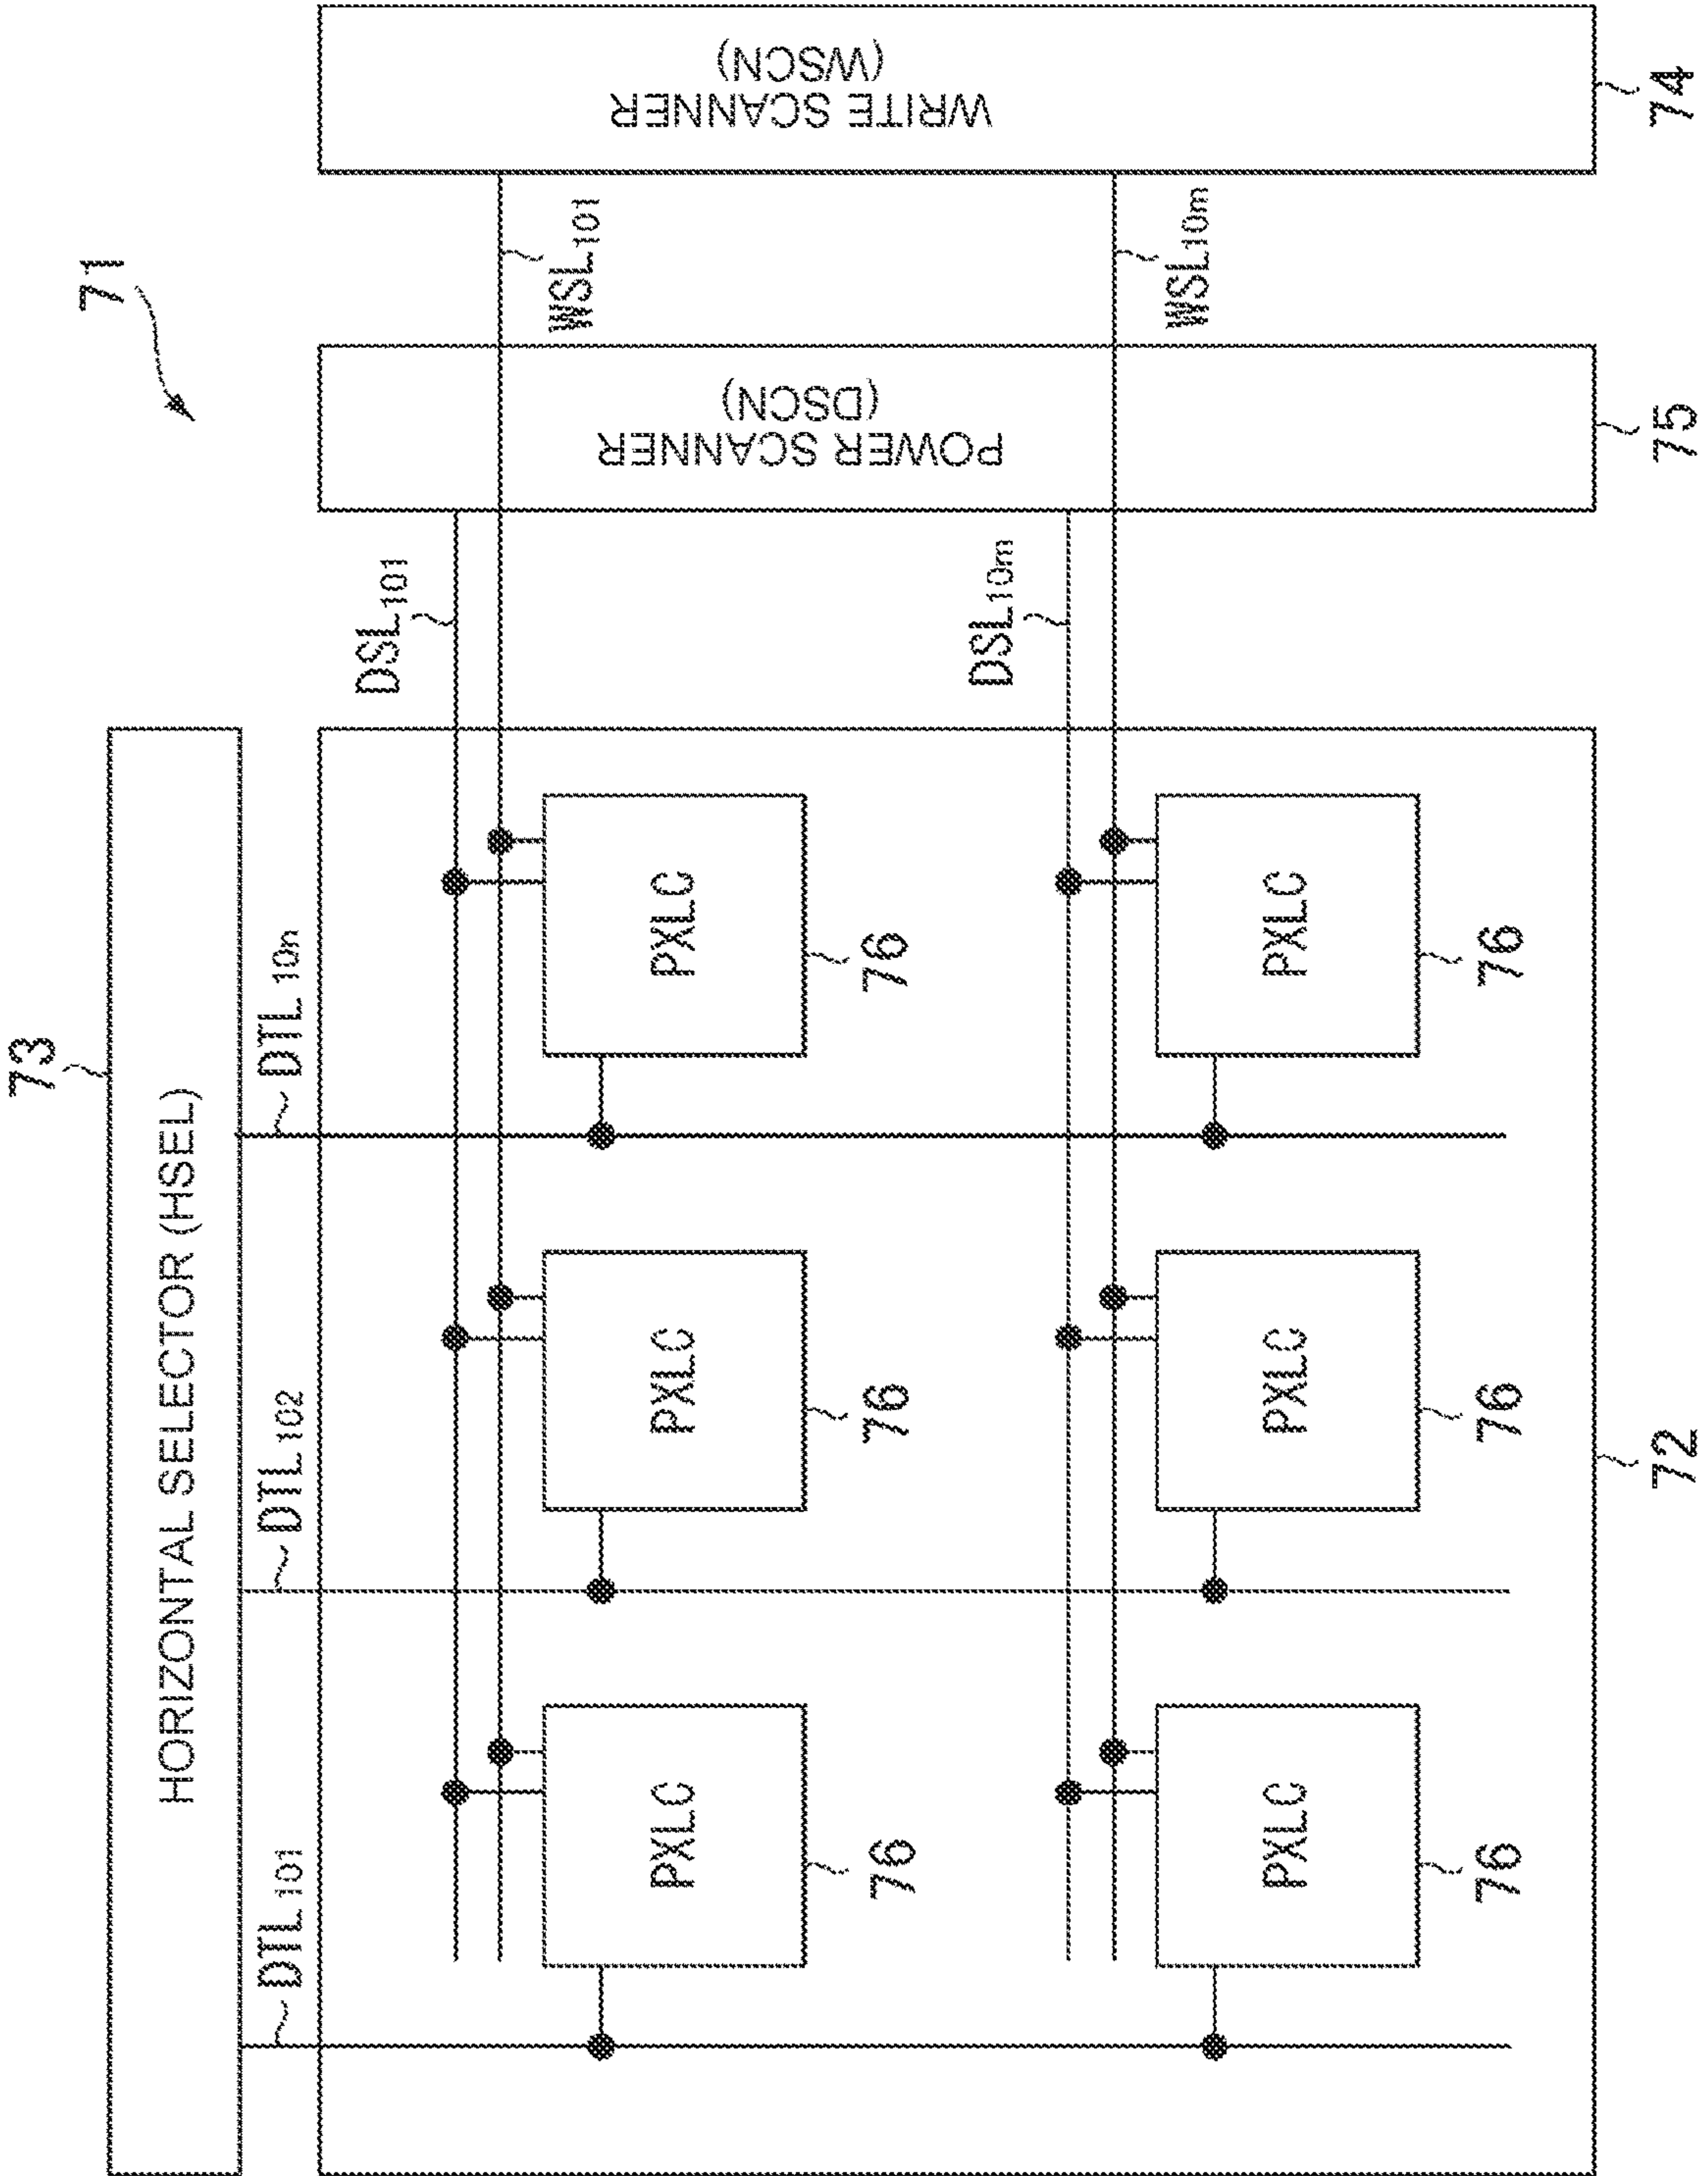 71
73
HORIZONTAL SELECTOR (HSEL)
DTL101
DTL102
DTL10n
DSL101
WSL101
POWER SCANNER
(DSCN)
WRITE SCANNER
(WSCN)
PXLC
PXLC
PXLC
76
76
76
DSL10m
WSL10m
PXLC
PXLC
PXLC
76
76
76
72
75
74